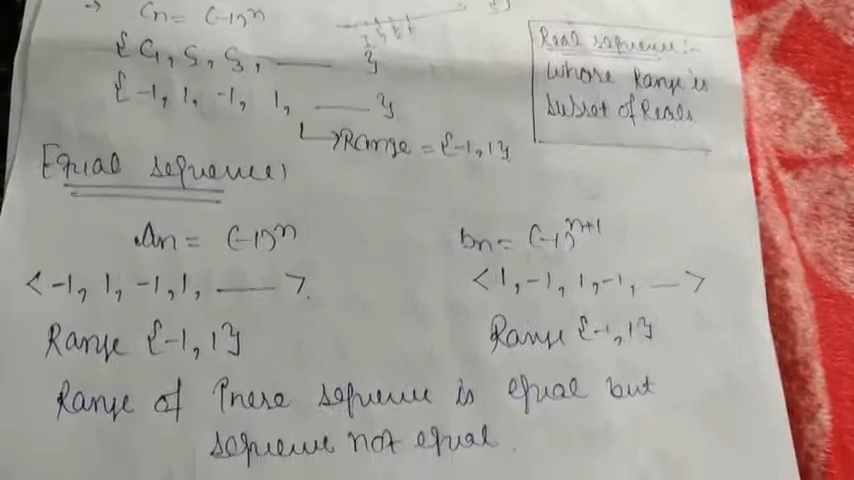 → Cn = (-1)^n
{ C1, C2, C3, —— }
{ -1, 1, -1, 1, —— }
↳ Range = {-1, 1}
Real sequence :-
whose Range is
subset of Reals
Equal sequence:
an = (-1)^n
bn = (-1)^n+1
< -1, 1, -1, 1, —— >
< 1, -1, 1, -1, — >
Range {-1, 1}
Range {-1, 1}
Range of These sequence is equal but
sequence not equal.